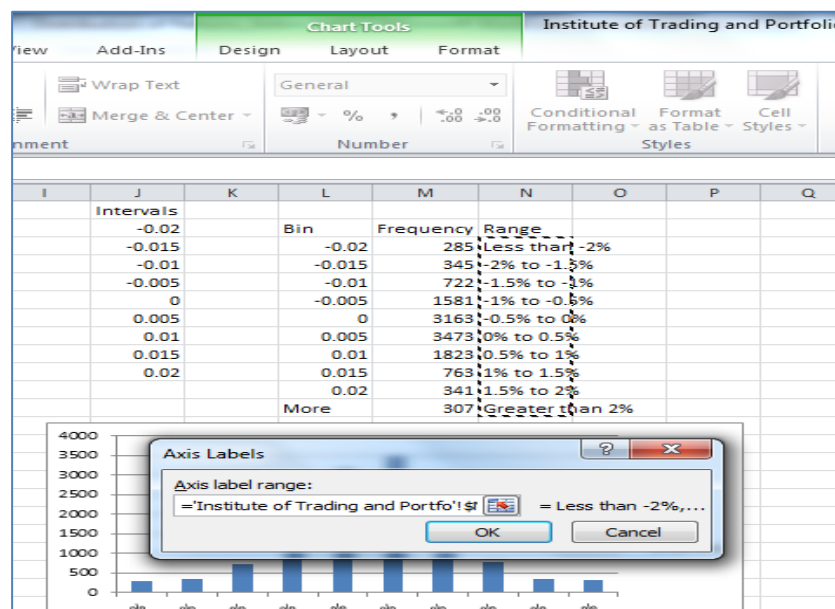 Chart Tools Institute of Trading and Portfoli
View Add-Ins Design Layout Format
Wrap Text General
Merge & Center % , .00 .00 Conditional Formatting Format as Table Cell Styles
nment Number Styles
I J K L M N O P Q
Intervals
-0.02 Bin Frequency Range
-0.015 -0.02 285 Less than -2%
-0.01 -0.015 345 -2% to -1.5%
-0.005 -0.01 722 -1.5% to -1%
0 -0.005 1581 -1% to -0.5%
0.005 0 3163 -0.5% to 0%
0.01 0.005 3473 0% to 0.5%
0.015 0.01 1823 0.5% to 1%
0.02 0.015 763 1% to 1.5%
0.02 341 1.5% to 2%
More 307 Greater than 2%
4000
3500 Axis Labels
3000 Axis label range:
2500 ='Institute of Trading and Portfo'!$ = Less than -2%,...
2000
1500 OK Cancel
1000
500
0